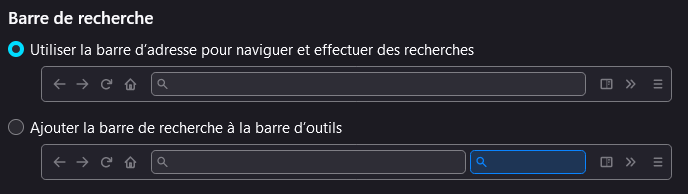 Barre de recherche
Utiliser la barre d’adresse pour naviguer et effectuer des recherches
Ajouter la barre de recherche à la barre d’outils